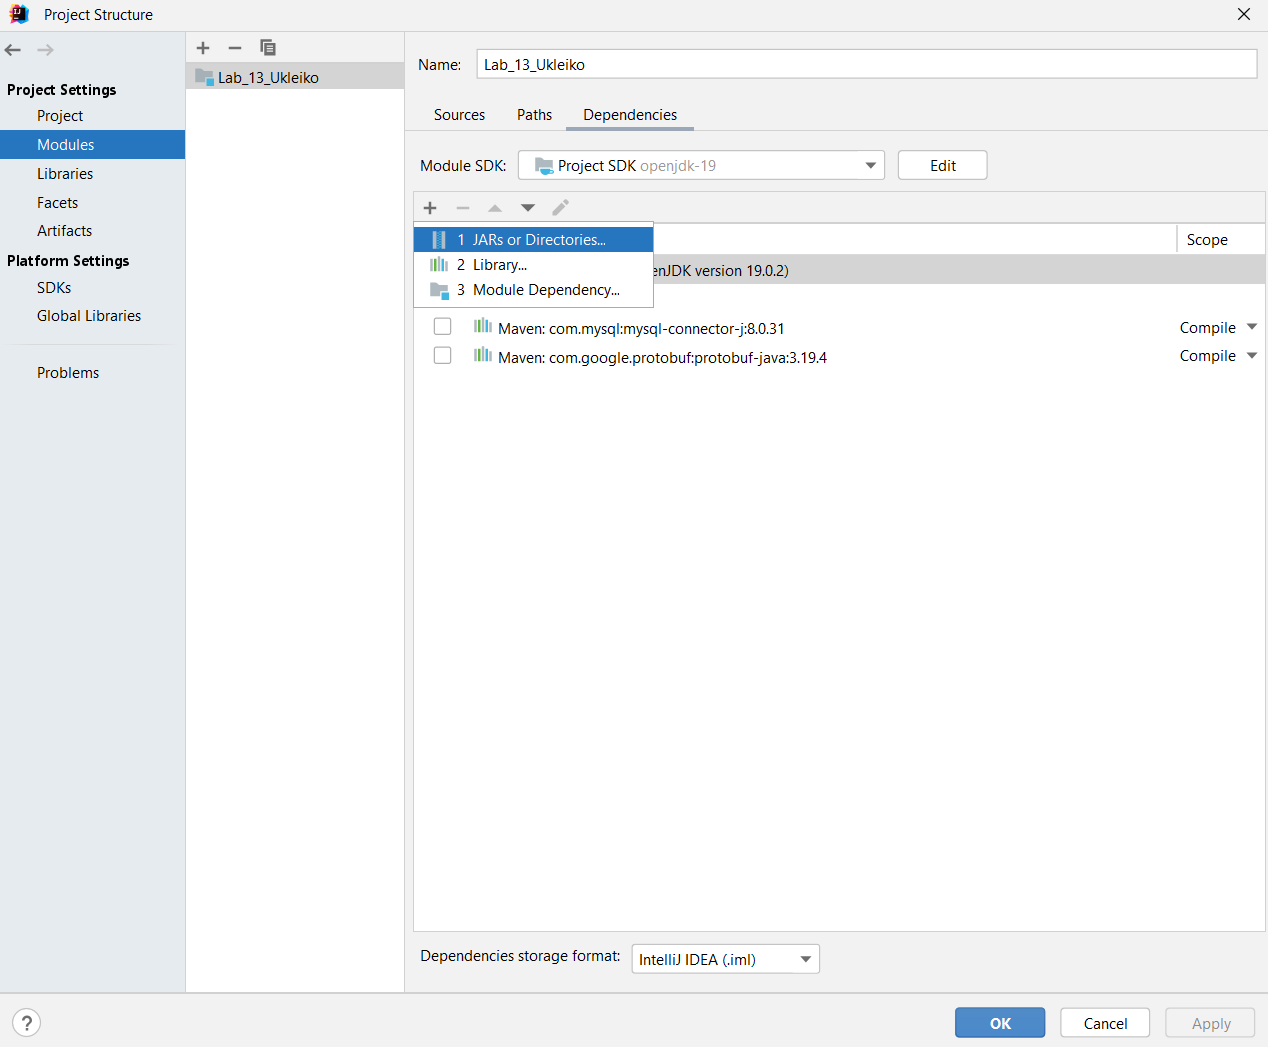 Project Structure
Project Settings
Project
Modules
Libraries
Facets
Artifacts
Platform Settings
SDKs
Global Libraries
Problems
Lab_13_Ukleiko
Name: Lab_13_Ukleiko
Sources Paths Dependencies
Module SDK: Project SDK openjdk-19 Edit
1 JARs or Directories...
2 Library...
3 Module Dependency...
Scope
enJDK version 19.0.2)
Maven: com.mysql:mysql-connector-j:8.0.31 Compile
Maven: com.google.protobuf:protobuf-java:3.19.4 Compile
Dependencies storage format: IntelliJ IDEA (.iml)
? OK Cancel Apply